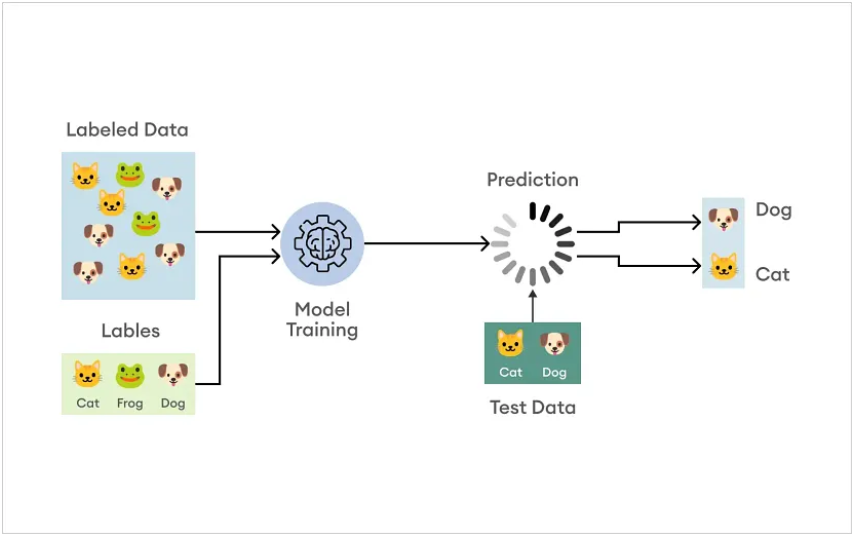 Labeled Data
Lables
Cat Frog Dog
Model
Training
Prediction
Cat Dog
Test Data
Dog
Cat